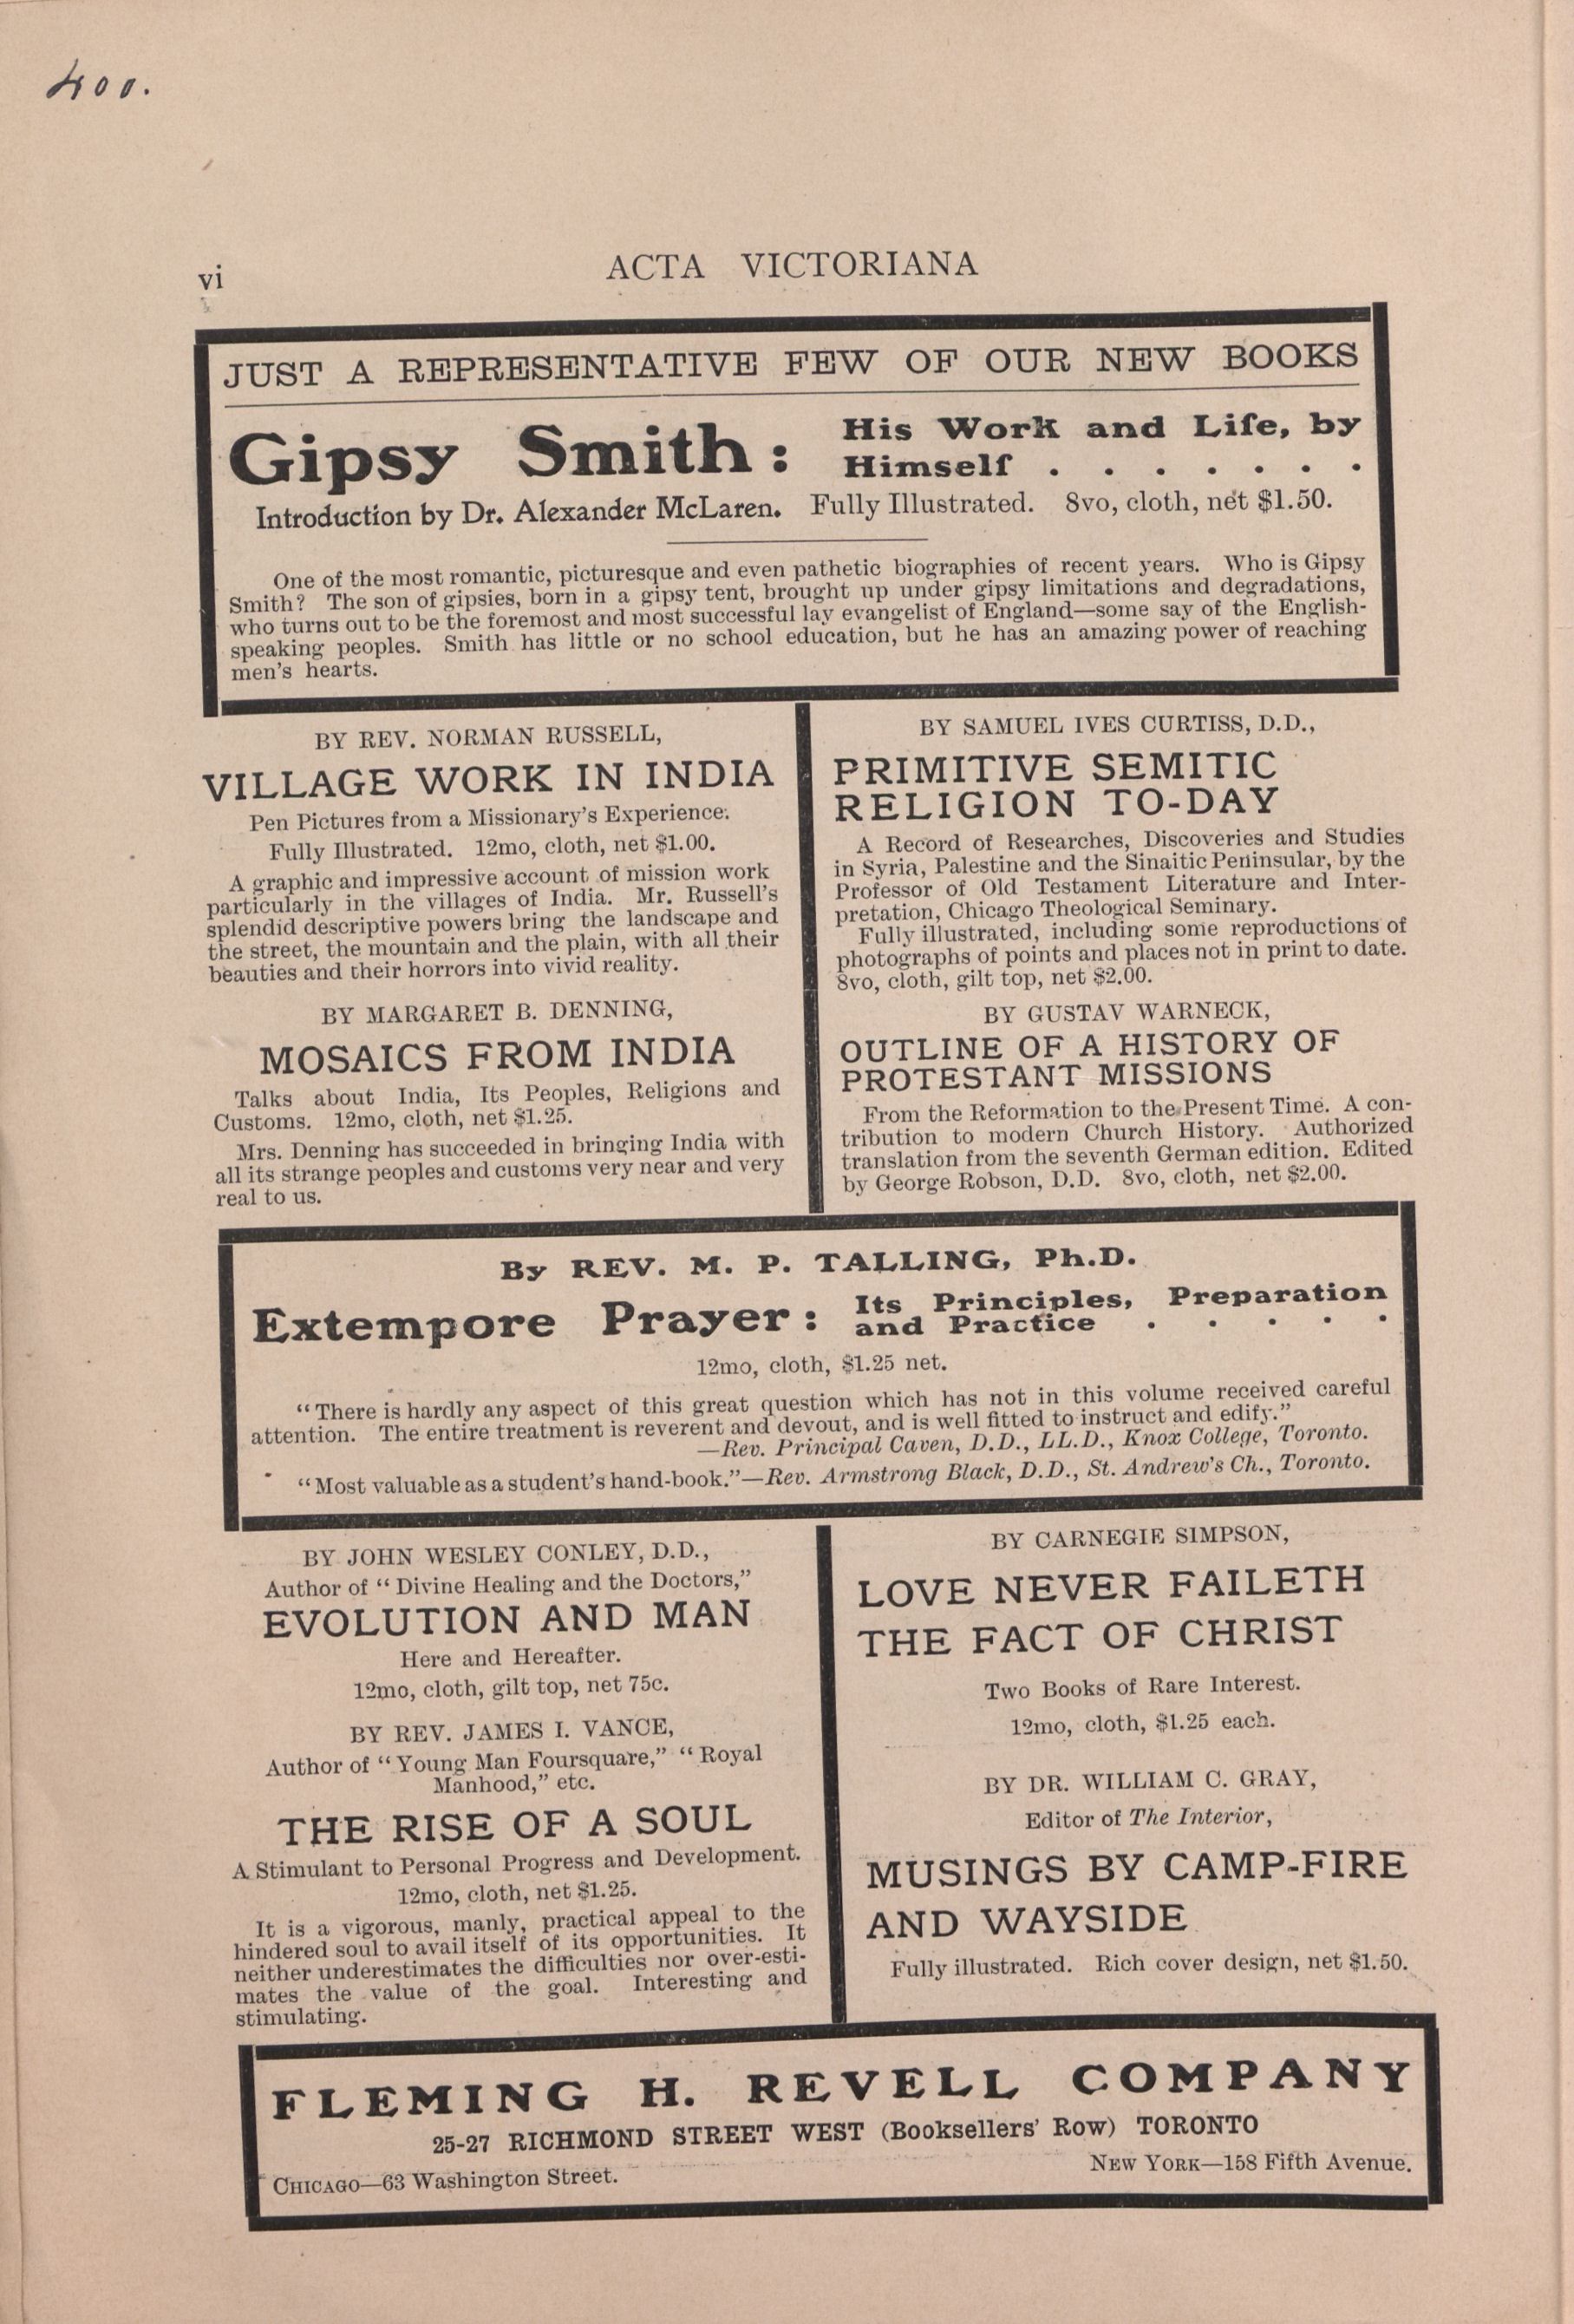 400.
vi
ACTA VICTORIANA
JUST A REPRESENTATIVE FEW OF OUR NEW BOOKS
Gipsy Smith: His Work and Life, by
Himself . . . . . . .
Introduction by Dr. Alexander McLaren. Fully Illustrated. 8vo, cloth, net $1.50.
One of the most romantic, picturesque and even pathetic biographies of recent years. Who is Gipsy
Smith? The son of gipsies, born in a gipsy tent, brought up under gipsy limitations and degradations,
who turns out to be the foremost and most successful lay evangelist of England—some say of the English-
speaking peoples. Smith has little or no school education, but he has an amazing power of reaching
men's hearts.
BY REV. NORMAN RUSSELL,
VILLAGE WORK IN INDIA
Pen Pictures from a Missionary's Experience.
Fully Illustrated. 12mo, cloth, net $1.00.
A graphic and impressive account of mission work
particularly in the villages of India. Mr. Russell's
splendid descriptive powers bring the landscape and
the street, the mountain and the plain, with all their
beauties and their horrors into vivid reality.
BY MARGARET B. DENNING,
MOSAICS FROM INDIA
Talks about India, Its Peoples, Religions and
Customs. 12mo, cloth, net $1.25.
Mrs. Denning has succeeded in bringing India with
all its strange peoples and customs very near and very
real to us.
BY SAMUEL IVES CURTISS, D.D.,
PRIMITIVE SEMITIC
RELIGION TO-DAY
A Record of Researches, Discoveries and Studies
in Syria, Palestine and the Sinaitic Peninsular, by the
Professor of Old Testament Literature and Inter-
pretation, Chicago Theological Seminary.
Fully illustrated, including some reproductions of
photographs of points and places not in print to date.
8vo, cloth, gilt top, net $2.00.
BY GUSTAV WARNECK,
OUTLINE OF A HISTORY OF
PROTESTANT MISSIONS
From the Reformation to the Present Time. A con-
tribution to modern Church History. Authorized
translation from the seventh German edition. Edited
by George Robson, D.D. 8vo, cloth, net $2.00.
By REV. M. P. TALLING, Ph.D.
Extempore Prayer: Its Principles, Preparation
and Practice . . . . .
12mo, cloth, $1.25 net.
"There is hardly any aspect of this great question which has not in this volume received careful
attention. The entire treatment is reverent and devout, and is well fitted to instruct and edify."
—Rev. Principal Caven, D.D., LL.D., Knox College, Toronto.
"Most valuable as a student's hand-book."—Rev. Armstrong Black, D.D., St. Andrew's Ch., Toronto.
BY JOHN WESLEY CONLEY, D.D.,
Author of "Divine Healing and the Doctors,"
EVOLUTION AND MAN
Here and Hereafter.
12mo, cloth, gilt top, net 75c.
BY REV. JAMES I. VANCE,
Author of "Young Man Foursquare," "Royal
Manhood," etc.
THE RISE OF A SOUL
A Stimulant to Personal Progress and Development.
12mo, cloth, net $1.25.
It is a vigorous, manly, practical appeal to the
hindered soul to avail itself of its opportunities. It
neither underestimates the difficulties nor over-esti-
mates the value of the goal. Interesting and
stimulating.
BY CARNEGIE SIMPSON,
LOVE NEVER FAILETH
THE FACT OF CHRIST
Two Books of Rare Interest.
12mo, cloth, $1.25 each.
BY DR. WILLIAM C. GRAY,
Editor of The Interior,
MUSINGS BY CAMP-FIRE
AND WAYSIDE
Fully illustrated. Rich cover design, net $1.50.
FLEMING H. REVELL COMPANY
25-27 RICHMOND STREET WEST (Booksellers' Row) TORONTO
CHICAGO—63 Washington Street.
NEW YORK—158 Fifth Avenue.